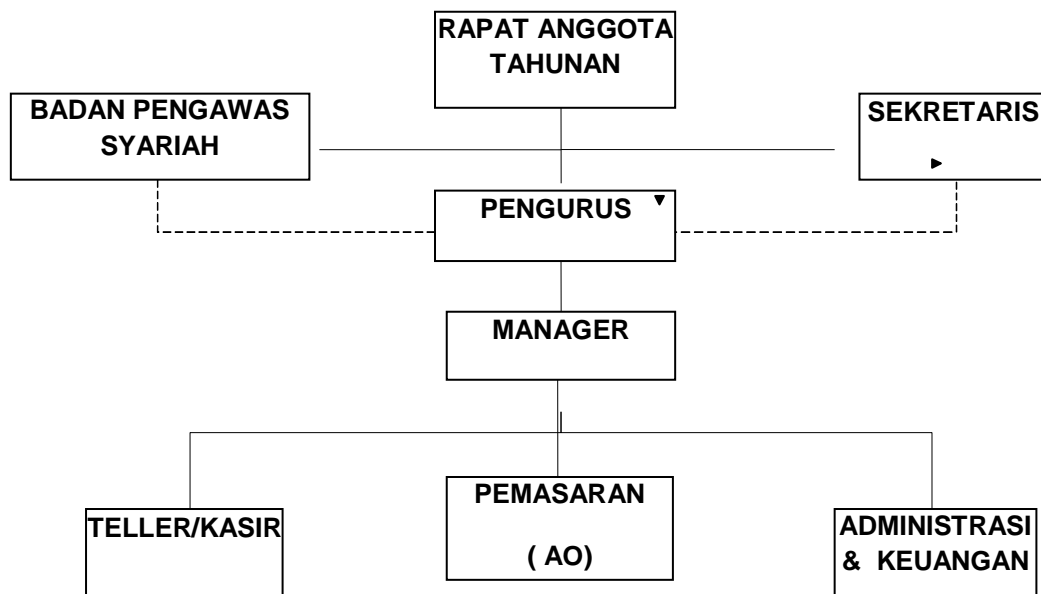 RAPAT ANGGOTA
TAHUNAN
BADAN PENGAWAS
SYARIAH
SEKRETARIS
PENGURUS
MANAGER
TELLER/KASIR
PEMASARAN
( AO)
ADMINISTRASI
& KEUANGAN